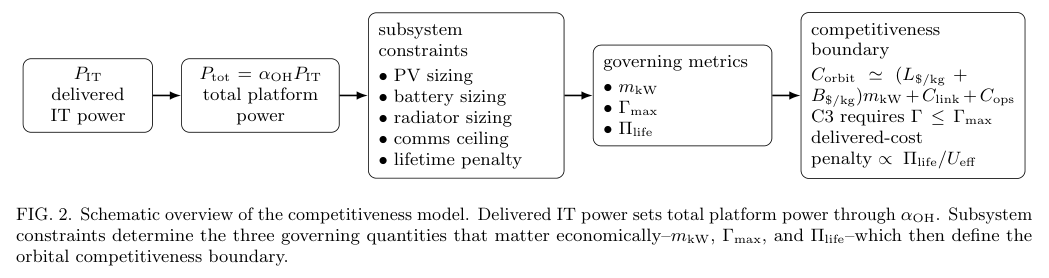 P_IT
delivered
IT power
P_tot = α_OH P_IT
total platform
power
subsystem
constraints
• PV sizing
• battery sizing
• radiator sizing
• comms ceiling
• lifetime penalty
governing metrics
• m_kW
• Γ_max
• Π_life
competitiveness
boundary
C_orbit ≃ (L_$/kg +
B_$/kg)m_kW + C_link + C_ops
C3 requires Γ ≤ Γ_max
delivered-cost
penalty ∝ Π_life/U_eff
FIG. 2. Schematic overview of the competitiveness model. Delivered IT power sets total platform power through α_OH. Subsystem
constraints determine the three governing quantities that matter economically–m_kW, Γ_max, and Π_life–which then define the
orbital competitiveness boundary.